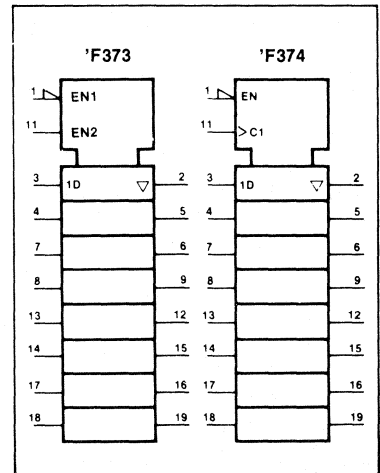 'F373 'F374
1 EN1 1 EN
11 EN2 11 >C1
3 1D ▽ 2 3 1D ▽ 2
4 5 4 5
7 6 7 6
8 9 8 9
13 12 13 12
14 15 14 15
17 16 17 16
18 19 18 19